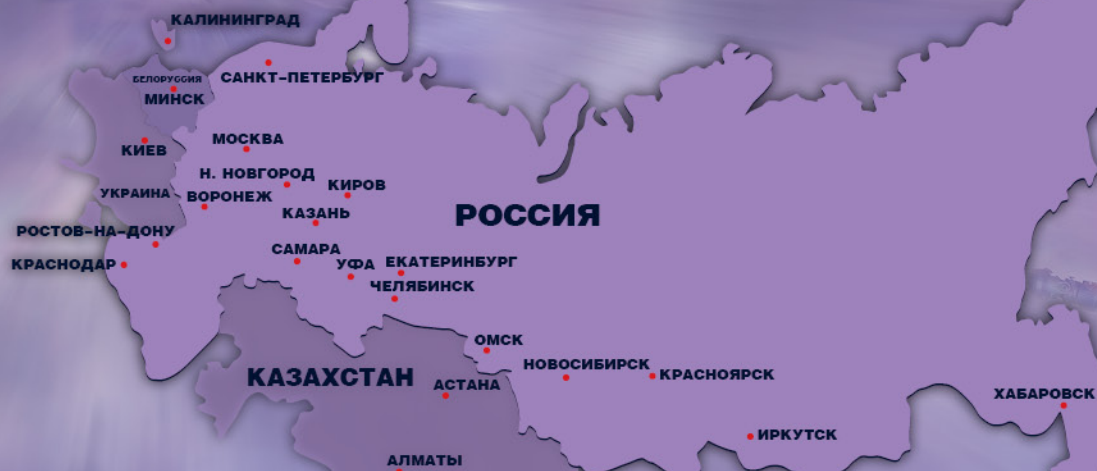 КАЛИНИНГРАД
БЕЛОРУССИЯ
САНКТ-ПЕТЕРБУРГ
МИНСК
МОСКВА
КИЕВ
Н. НОВГОРОД
КИРОВ
УКРАИНА
ВОРОНЕЖ
КАЗАНЬ
РОССИЯ
РОСТОВ-НА-ДОНУ
САМАРА
КРАСНОДАР
УФА
ЕКАТЕРИНБУРГ
ЧЕЛЯБИНСК
ОМСК
НОВОСИБИРСК
КРАСНОЯРСК
КАЗАХСТАН
АСТАНА
ХАБАРОВСК
ИРКУТСК
АЛМАТЫ